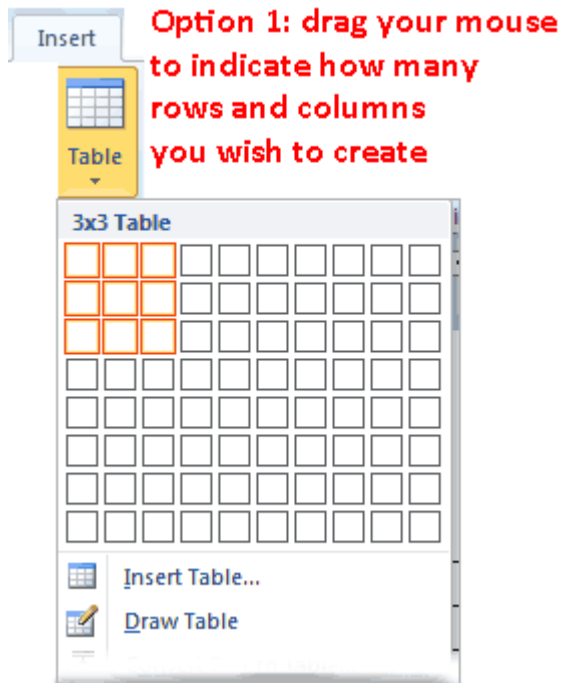 Insert
Option 1: drag your mouse
to indicate how many
rows and columns
you wish to create
Table
3x3 Table
Insert Table...
Draw Table